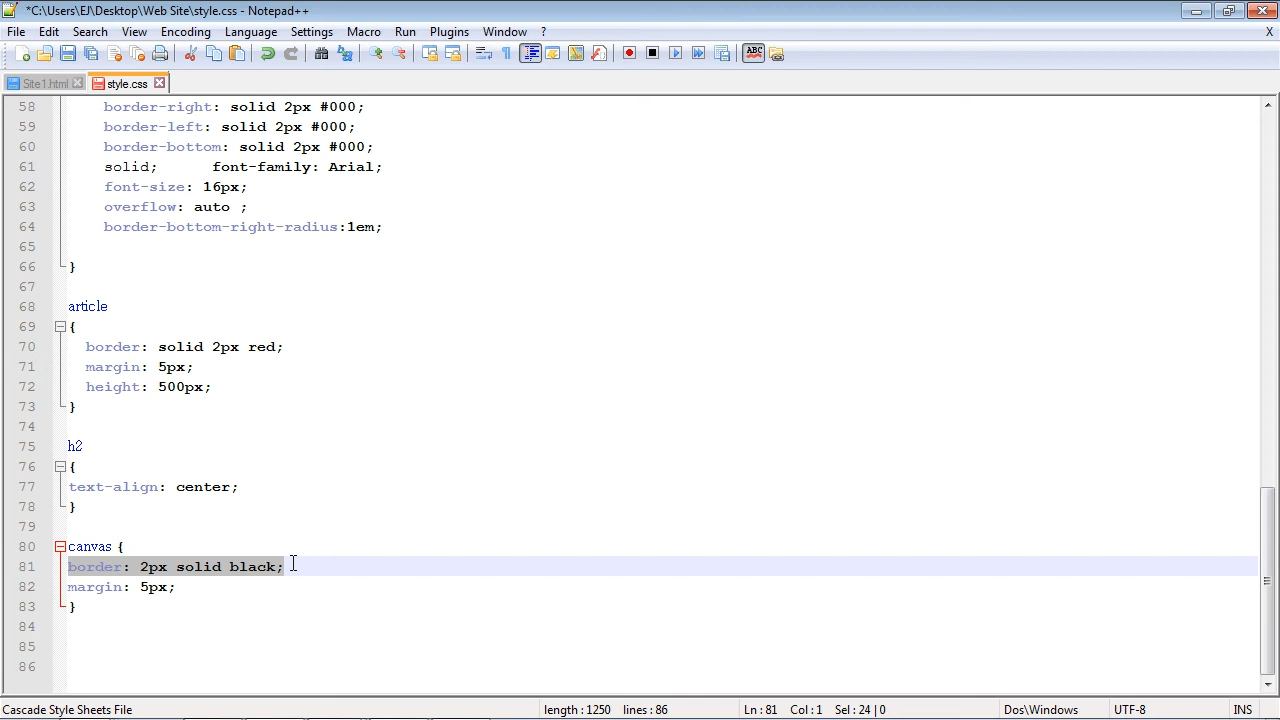 *C:\Users\EJ\Desktop\Web Site\style.css - Notepad++
File Edit Search View Encoding Language Settings Macro Run Plugins Window ? X
ABC
Site1.html style.css
58 border-right: solid 2px #000;
59 border-left: solid 2px #000;
60 border-bottom: solid 2px #000;
61 solid; font-family: Arial;
62 font-size: 16px;
63 overflow: auto ;
64 border-bottom-right-radius:1em;
65
66 }
67
68 article
69 {
70 border: solid 2px red;
71 margin: 5px;
72 height: 500px;
73 }
74
75 h2
76 {
77 text-align: center;
78 }
79
80 canvas {
81 border: 2px solid black;
82 margin: 5px;
83 }
84
85
86
Cascade Style Sheets File length : 1250 lines : 86 Ln : 81 Col : 1 Sel : 24 | 0 Dos\Windows UTF-8 INS